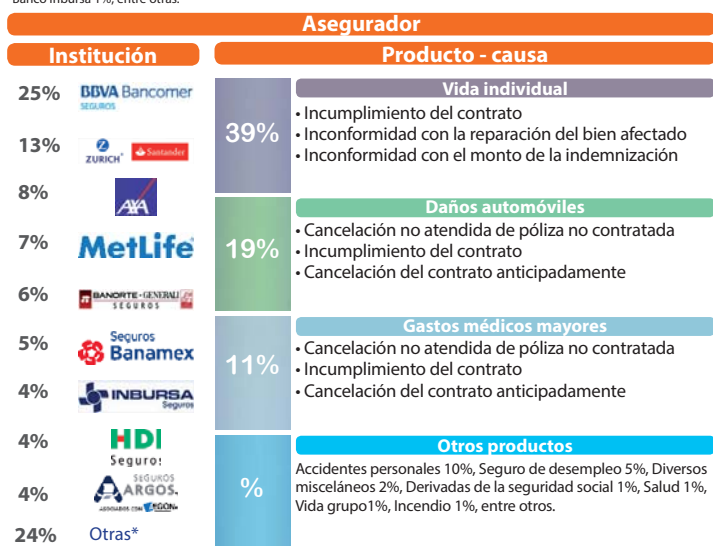 Banco Inbursa 1%, entre otras.
Asegurador
Institución
Producto - causa
25% BBVA Bancomer
SEGUROS
13% ZURICH Santander
8% AXA
7% MetLife
6% BANORTE - GENERALI
SEGUROS
5% Seguros
Banamex
4% INBURSA
Seguros
4% HDI
Seguros
4% SEGUROS
ARGOS
ASOCIADOS CON AEGON
24% Otras*
39%
Vida individual
• Incumplimiento del contrato
• Inconformidad con la reparación del bien afectado
• Inconformidad con el monto de la indemnización
19%
Daños automóviles
• Cancelación no atendida de póliza no contratada
• Incumplimiento del contrato
• Cancelación del contrato anticipadamente
11%
Gastos médicos mayores
• Cancelación no atendida de póliza no contratada
• Incumplimiento del contrato
• Cancelación del contrato anticipadamente
%
Otros productos
Accidentes personales 10%, Seguro de desempleo 5%, Diversos
misceláneos 2%, Derivadas de la seguridad social 1%, Salud 1%,
Vida grupo1%, Incendio 1%, entre otros.